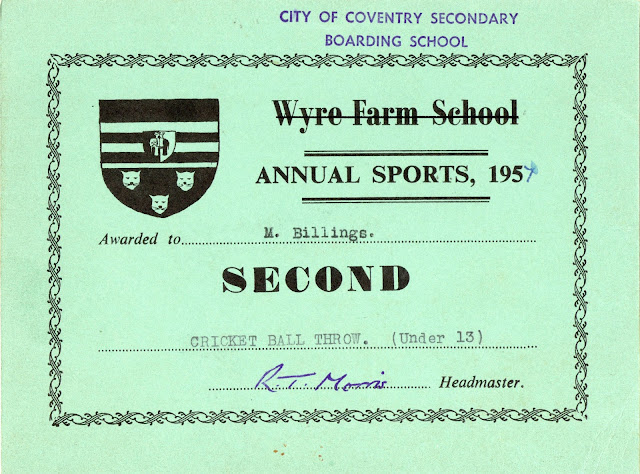 CITY OF COVENTRY SECONDARY
BOARDING SCHOOL
Wyre Farm School
ANNUAL SPORTS, 1957
Awarded to M. Billings.
SECOND
CRICKET BALL THROW. (Under 13)
R.T. Morris Headmaster.